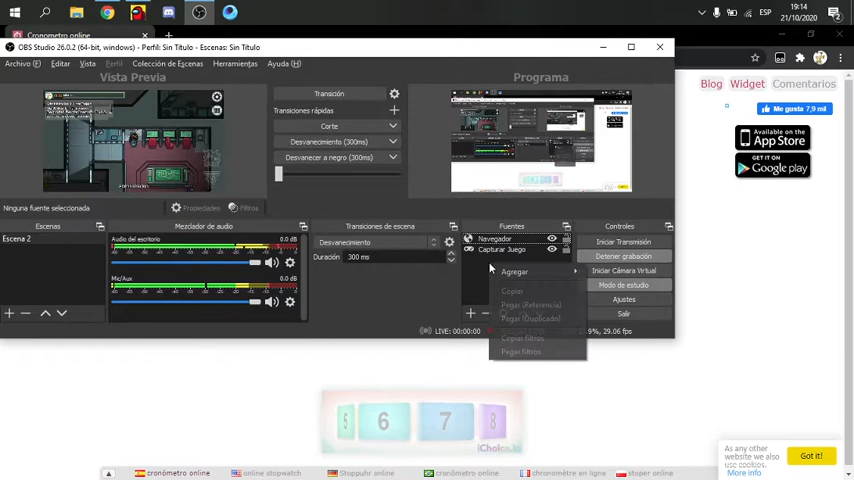 19:14
ESP
21/10/2020
2
Cronometro online
OBS Studio 26.0.2 (64-bit, windows) - Perfil: Sin Título - Escenas: Sin Título
Archivo (F) Editar Vista Perfil Colección de Escenas Herramientas Ayuda (H)
Vista Previa
Programa
Transición
Transiciones rápidas
Corte
Desvanecimiento (300ms)
Desvanecer a negro (300ms)
Ninguna fuente seleccionada
Propiedades
Filtros
Escenas
Escena 2
Mezclador de audio
Audio del escritorio 0.0 dB
Mic/Aux 0.0 dB
Transiciones de escena
Desvanecimiento
Duración 300 ms
Fuentes
Navegador
Capturar Juego
Agregar
Copiar
Pegar (Referencia)
Pegar (Duplicado)
Copiar filtros
Pegar filtros
Controles
Iniciar Transmisión
Detener grabación
Iniciar Cámara Virtual
Modo de estudio
Ajustes
Salir
LIVE: 00:00:00
.9%, 29.06 fps
Blog Widget Comentarios
Me gusta 7,9 mil
Available on the
App Store
GET IT ON
Google play
5 6 7 8
iChoice.io
cronómetro online online stopwatch Stoppuhr online cronômetro online chronomètre en ligne stoper online
As any other
website we also
use cookies.
More info
Got it!